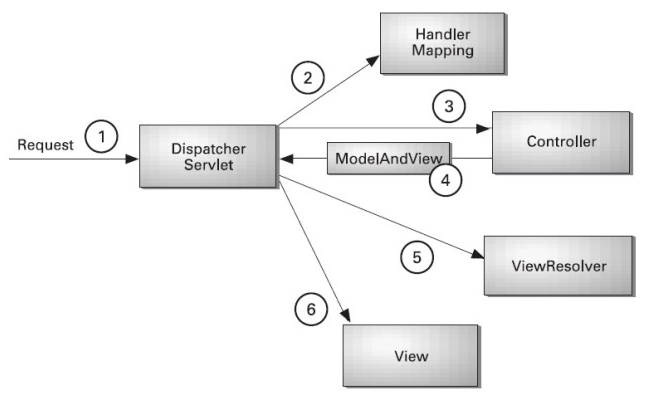 Handler
Mapping
2
3
1
Request
Dispatcher
Servlet
Controller
ModelAndView
4
5
ViewResolver
6
View